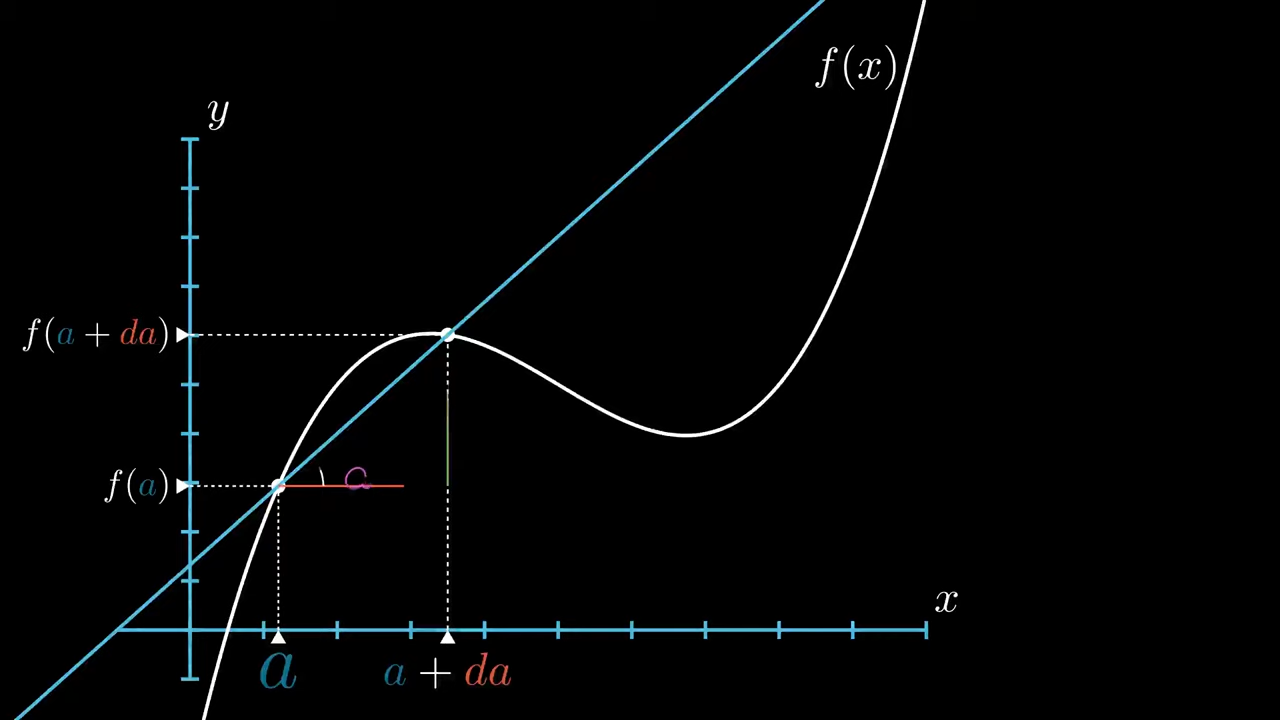 y
f(x)
f(a + da)
f(a)
x
a
a + da